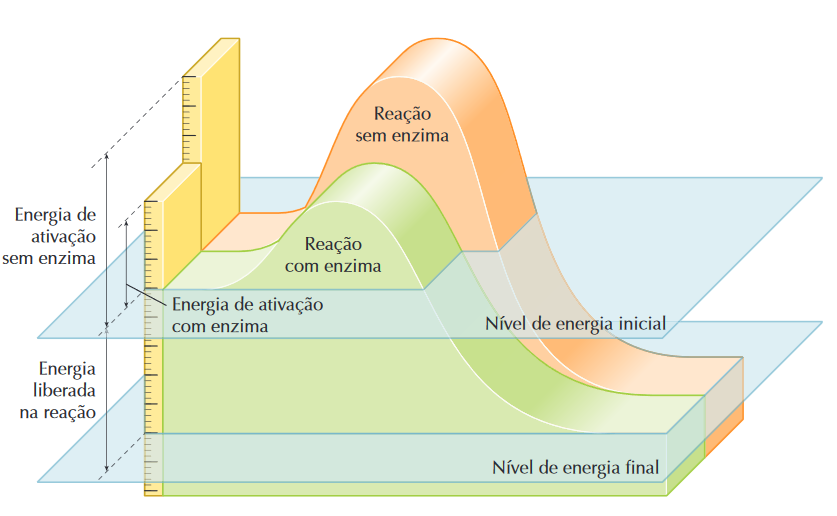 Reação
sem enzima
Energia de
ativação
sem enzima
Reação
com enzima
Energia de ativação
com enzima
Nível de energia inicial
Energia
liberada
na reação
Nível de energia final